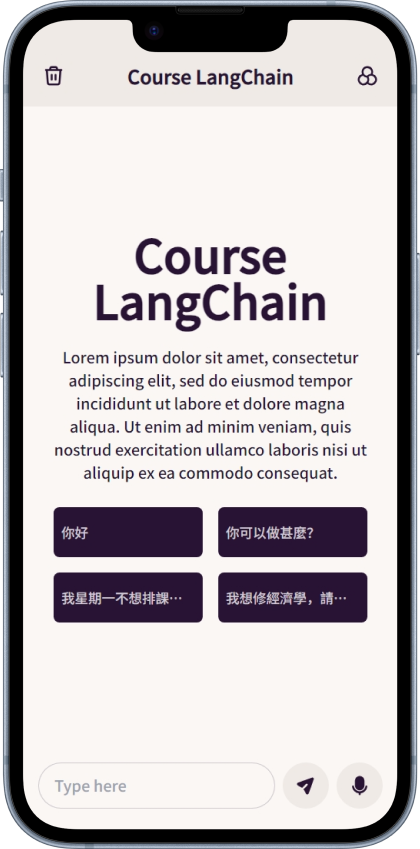 Course LangChain
Course
LangChain
Lorem ipsum dolor sit amet, consectetur
adipiscing elit, sed do eiusmod tempor
incididunt ut labore et dolore magna
aliqua. Ut enim ad minim veniam, quis
nostrud exercitation ullamco laboris nisi ut
aliquip ex ea commodo consequat.
你好
你可以做甚麼?
我星期一不想排課⋯
我想修經濟學，請⋯
Type here